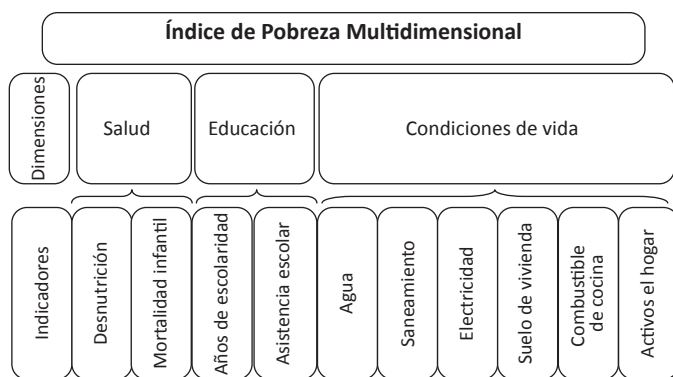 Índice de Pobreza Multidimensional
Dimensiones
Salud
Educación
Condiciones de vida
Indicadores
Desnutrición
Mortalidad infantil
Años de escolaridad
Asistencia escolar
Agua
Saneamiento
Electricidad
Suelo de vivienda
Combustible
de cocina
Activos el hogar